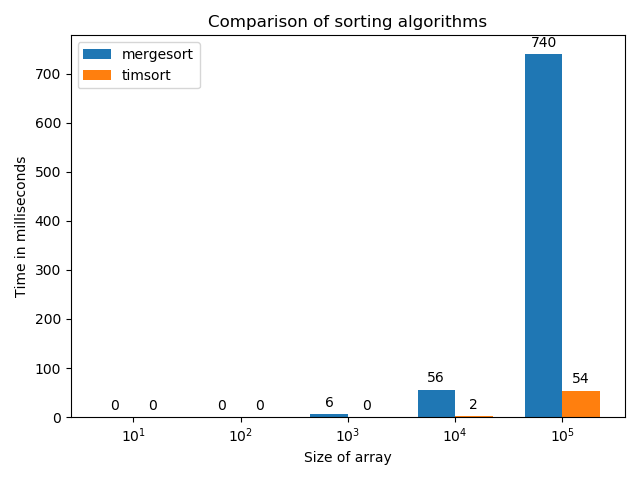 Comparison of sorting algorithms
740
mergesort
timsort
700
600
500
400
300
200
100
0
Time in milliseconds
0 0 0 0 6 0 56 2 54
10¹ 10² 10³ 10⁴ 10⁵
Size of array